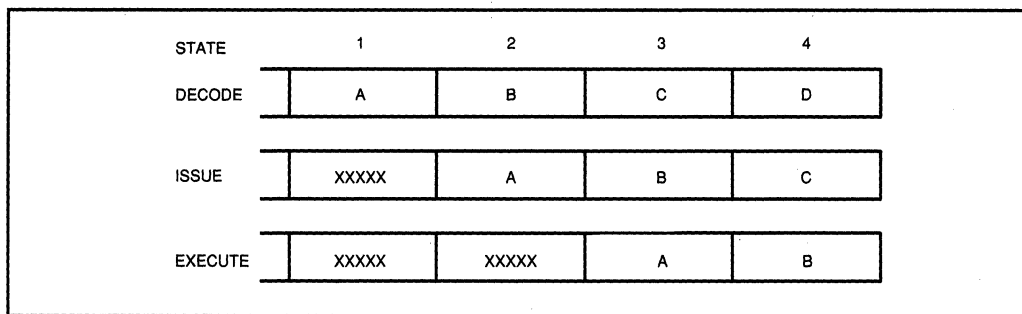 STATE 1 2 3 4
DECODE A B C D
ISSUE XXXXX A B C
EXECUTE XXXXX XXXXX A B